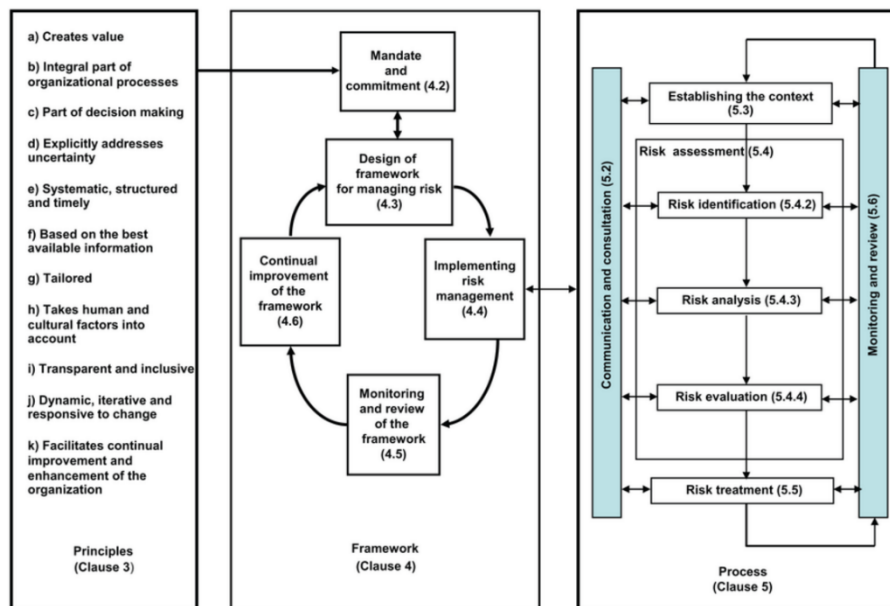 a) Creates value
b) Integral part of
organizational processes
c) Part of decision making
d) Explicitly addresses
uncertainty
e) Systematic, structured
and timely
f) Based on the best
available information
g) Tailored
h) Takes human and
cultural factors into
account
i) Transparent and inclusive
j) Dynamic, iterative and
responsive to change
k) Facilitates continual
improvement and
enhancement of the
organization
Principles
(Clause 3)
Mandate
and
commitment (4.2)
Design of
framework
for managing risk
(4.3)
Continual
improvement
of the
framework
(4.6)
Implementing
risk
management
(4.4)
Monitoring
and review
of the
framework
(4.5)
Framework
(Clause 4)
Communication and consultation (5.2)
Establishing the context
(5.3)
Risk assessment (5.4)
Risk identification (5.4.2)
Risk analysis (5.4.3)
Risk evaluation (5.4.4)
Risk treatment (5.5)
Monitoring and review (5.6)
Process
(Clause 5)